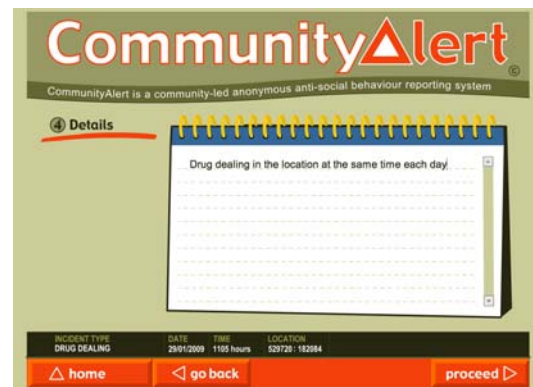 CommunityAlert
©
CommunityAlert is a community-led anonymous anti-social behaviour reporting system
4 Details
Drug dealing in the location at the same time each day
INCIDENT TYPE DATE TIME LOCATION
DRUG DEALING 29/01/2009 1105 hours 529720 : 182084
home go back proceed